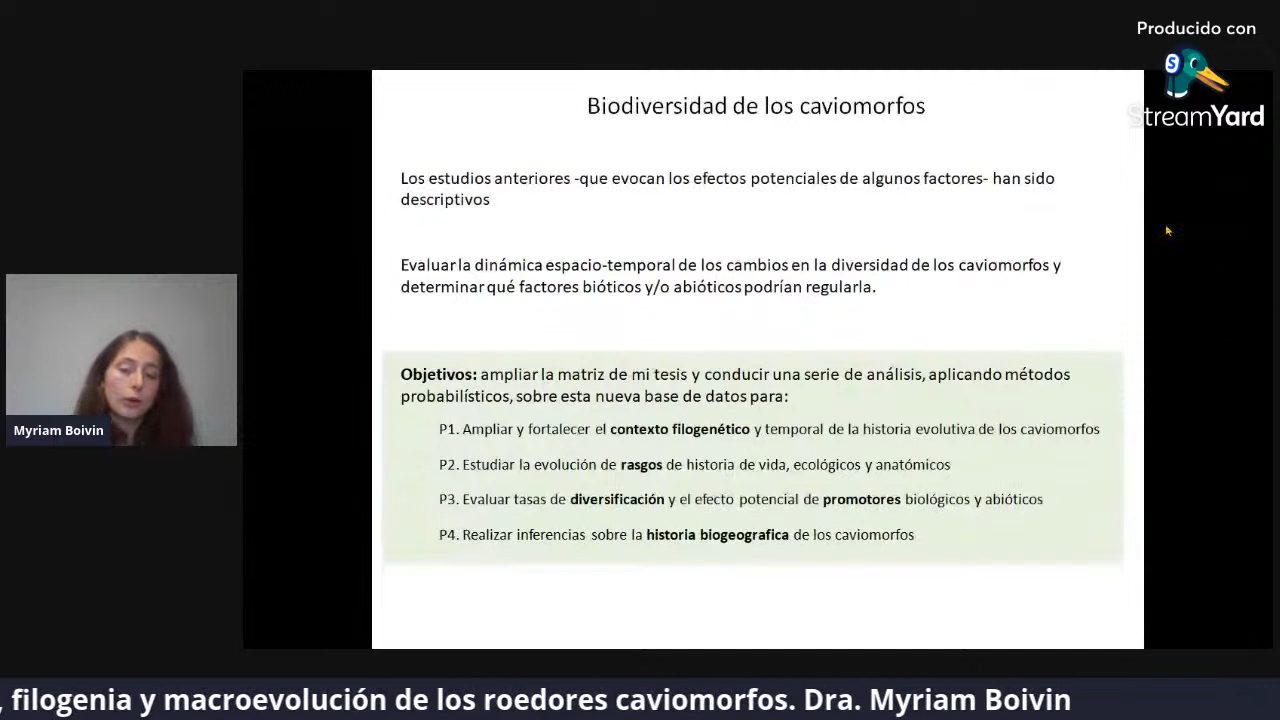 Producido con
StreamYard
Biodiversidad de los caviomorfos
Los estudios anteriores -que evocan los efectos potenciales de algunos factores- han sido
descriptivos
Evaluar la dinámica espacio-temporal de los cambios en la diversidad de los caviomorfos y
determinar qué factores bióticos y/o abióticos podrían regularla.
Objetivos: ampliar la matriz de mi tesis y conducir una serie de análisis, aplicando métodos
probabilísticos, sobre esta nueva base de datos para:
P1. Ampliar y fortalecer el contexto filogenético y temporal de la historia evolutiva de los caviomorfos
P2. Estudiar la evolución de rasgos de historia de vida, ecológicos y anatómicos
P3. Evaluar tasas de diversificación y el efecto potencial de promotores biológicos y abióticos
P4. Realizar inferencias sobre la historia biogeografica de los caviomorfos
Myriam Boivin
, filogenia y macroevolución de los roedores caviomorfos. Dra. Myriam Boivin